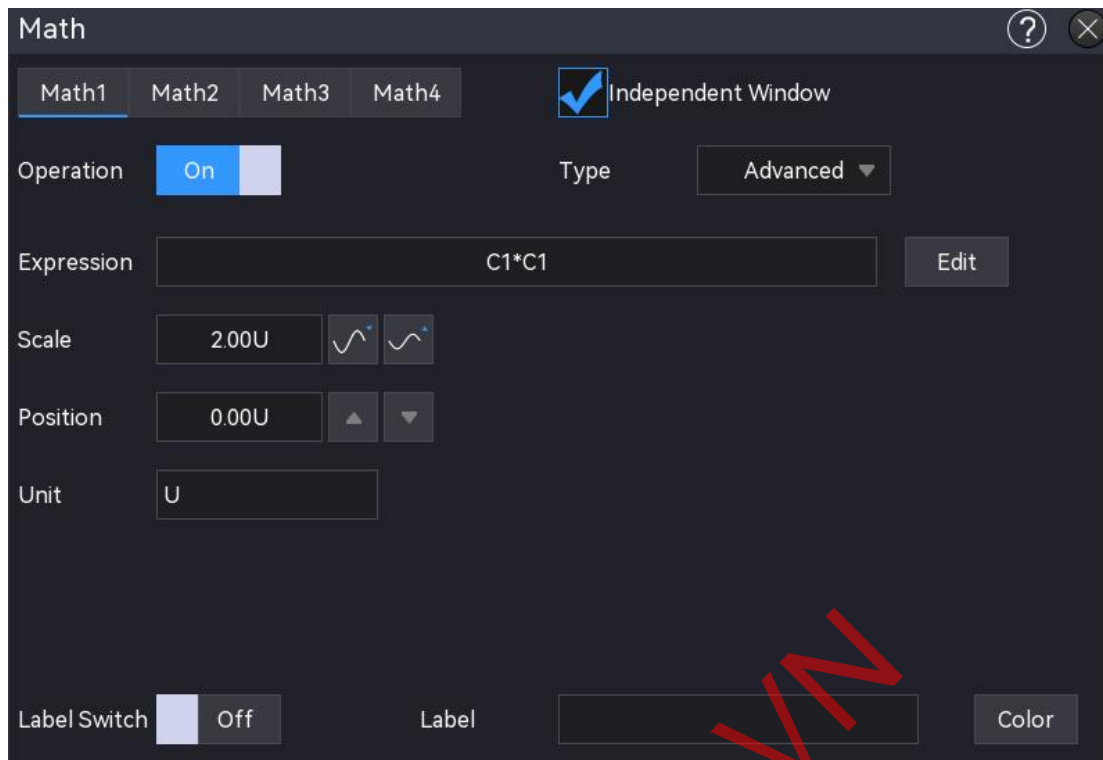 Math
?
Math1 Math2 Math3 Math4 Independent Window
Operation On Type Advanced
Expression C1*C1 Edit
Scale 2.00U
Position 0.00U
Unit U
Label Switch Off Label Color
VN